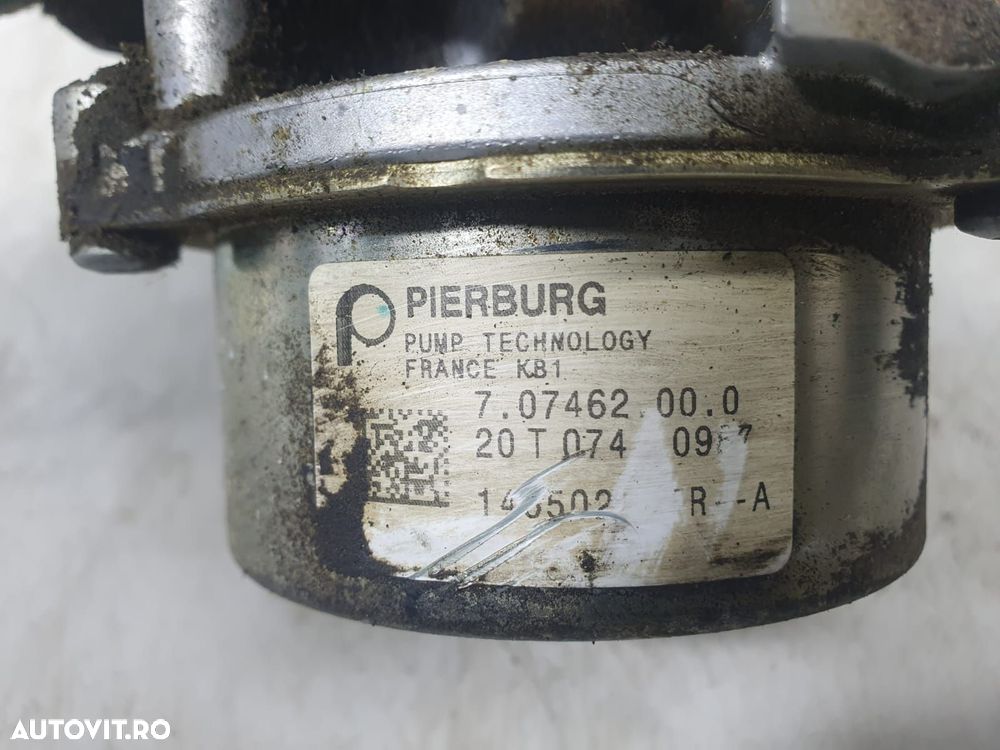 PIERBURG
PUMP TECHNOLOGY
FRANCE KB1
7.07462 00.0
20 T 074
R--A
AUTOVIT.RO